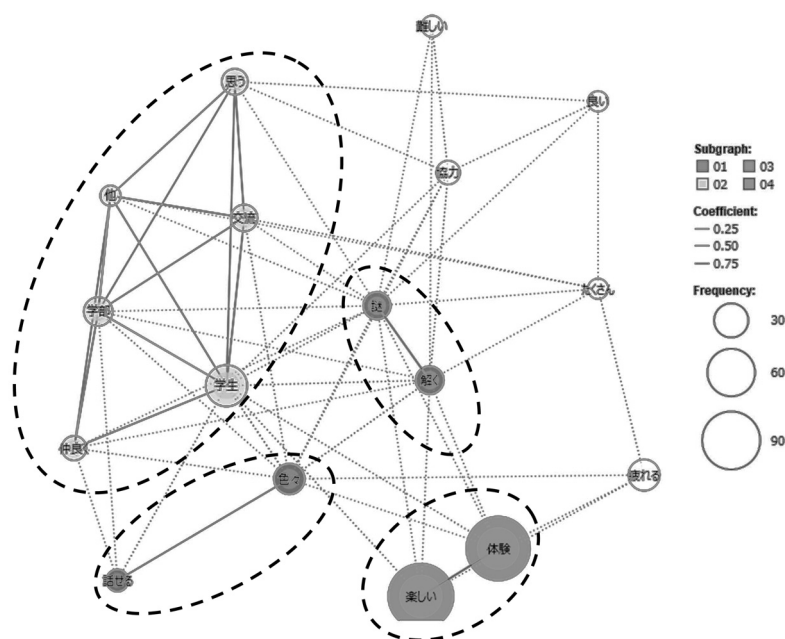 難しい
思う
良い
協力
Subgraph:
01 03
02 04
他
交流
Coefficient:
0.25
0.50
0.75
たくさん
Frequency:
謎
学部
30
解く
学生
60
90
仲良く
色々
疲れる
体験
話せる
楽しい